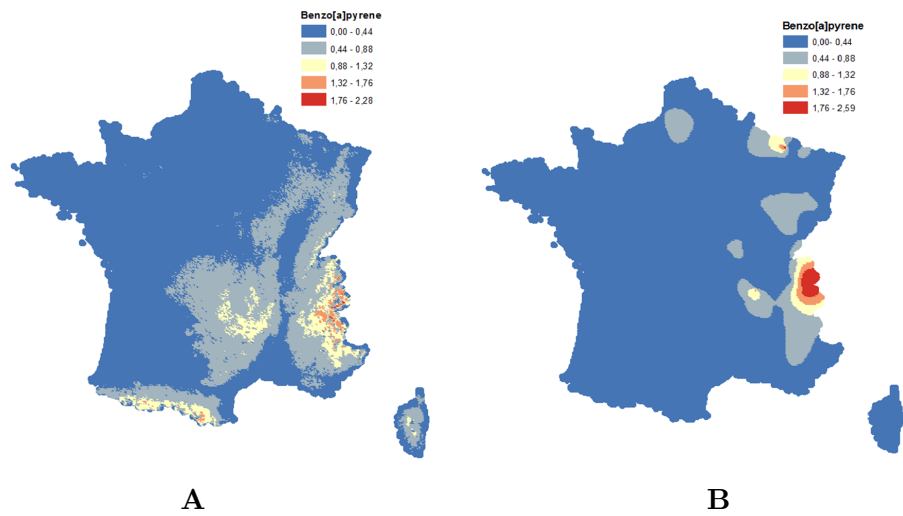 Benzo[a]pyrene
0,00 - 0,44
0,44 - 0,88
0,88 - 1,32
1,32 - 1,76
1,76 - 2,28
Benzo[a]pyrene
0,00- 0,44
0,44 - 0,88
0,88 - 1,32
1,32 - 1,76
1,76 - 2,59
A
B